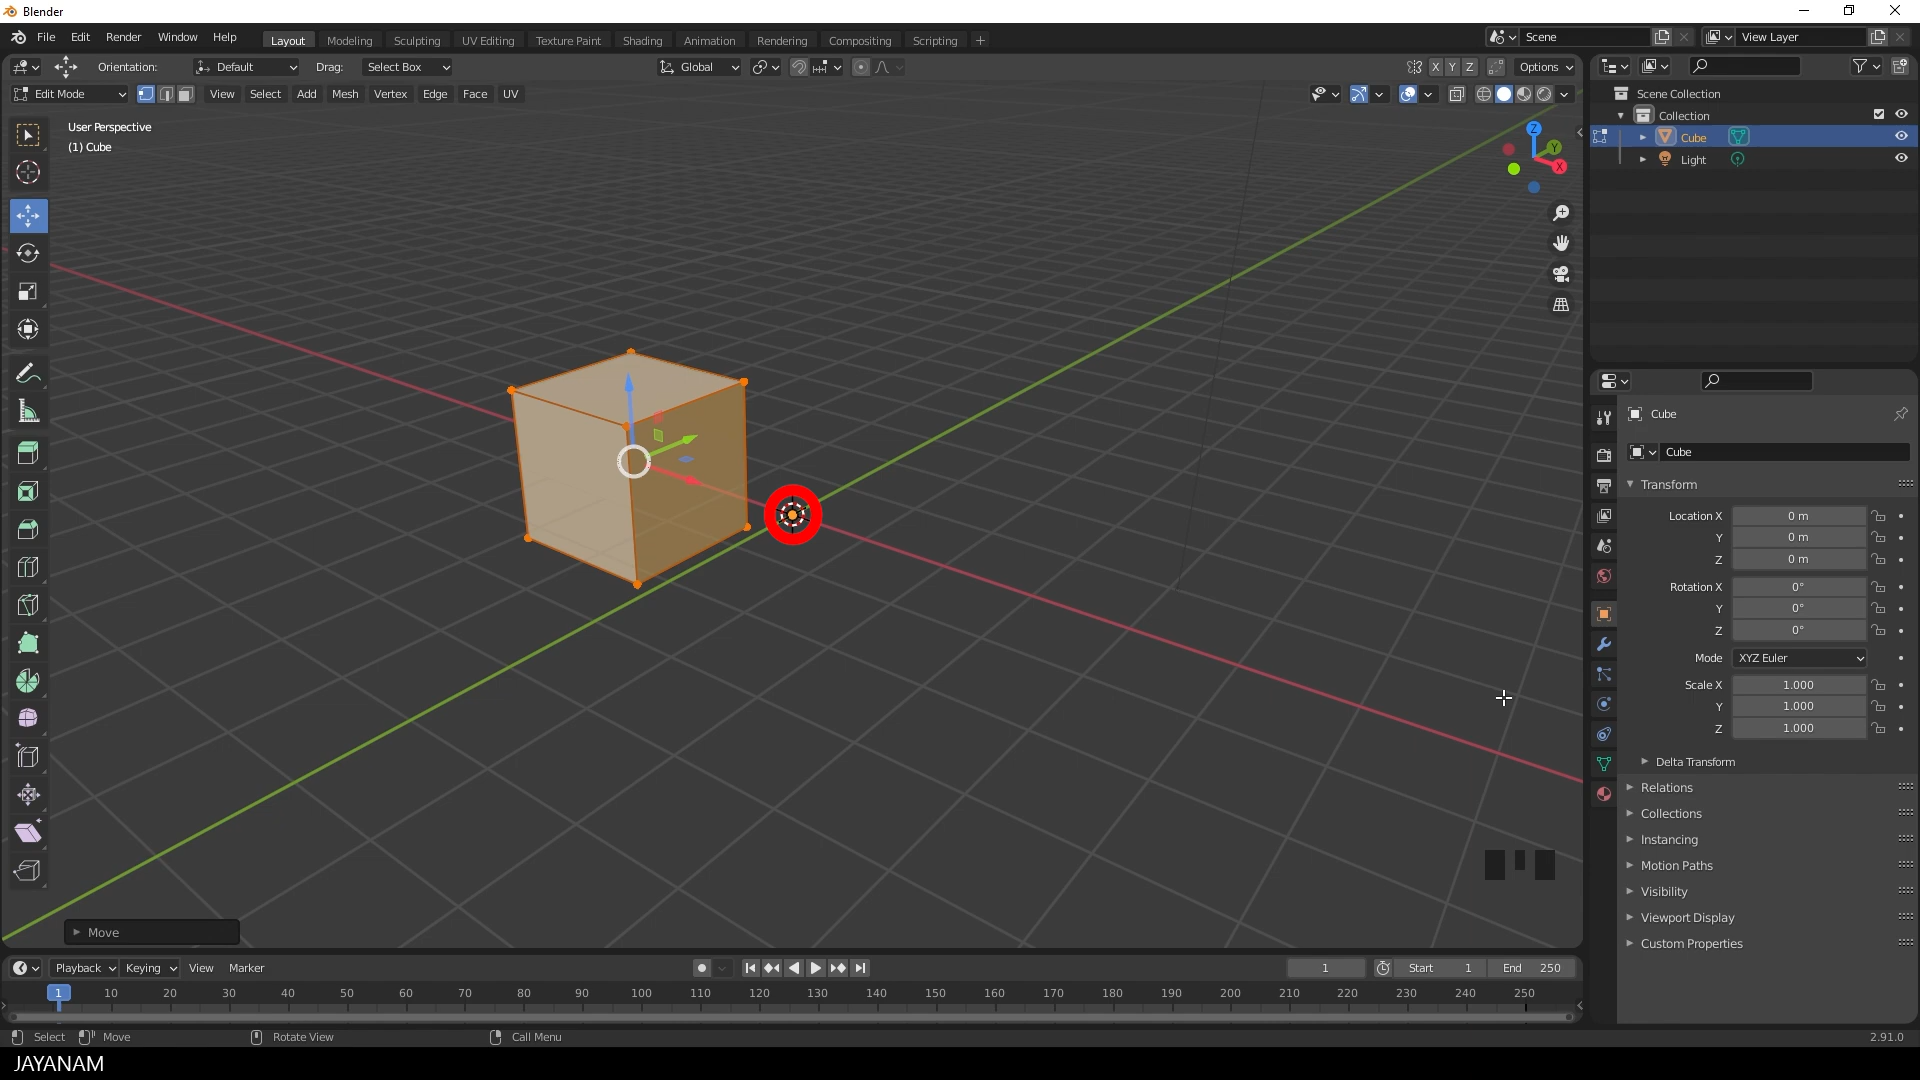 Blender
File Edit Render Window Help
Layout Modeling Sculpting UV Editing Texture Paint Shading Animation Rendering Compositing Scripting +
Scene
View Layer
Orientation: Default Drag: Select Box
Global
X Y Z Options
Edit Mode View Select Add Mesh Vertex Edge Face UV
User Perspective
(1) Cube
Z
Y
X
Scene Collection
Collection
Cube
Light
Cube
Cube
Transform
Location X 0 m
Y 0 m
Z 0 m
Rotation X 0°
Y 0°
Z 0°
Mode XYZ Euler
Scale X 1.000
Y 1.000
Z 1.000
Delta Transform
Relations
Collections
Instancing
Motion Paths
Visibility
Viewport Display
Custom Properties
Move
Playback Keying View Marker
1 Start 1 End 250
1 10 20 30 40 50 60 70 80 90 100 110 120 130 140 150 160 170 180 190 200 210 220 230 240 250
Select Move Rotate View Call Menu
2.91.0
JAYANAM